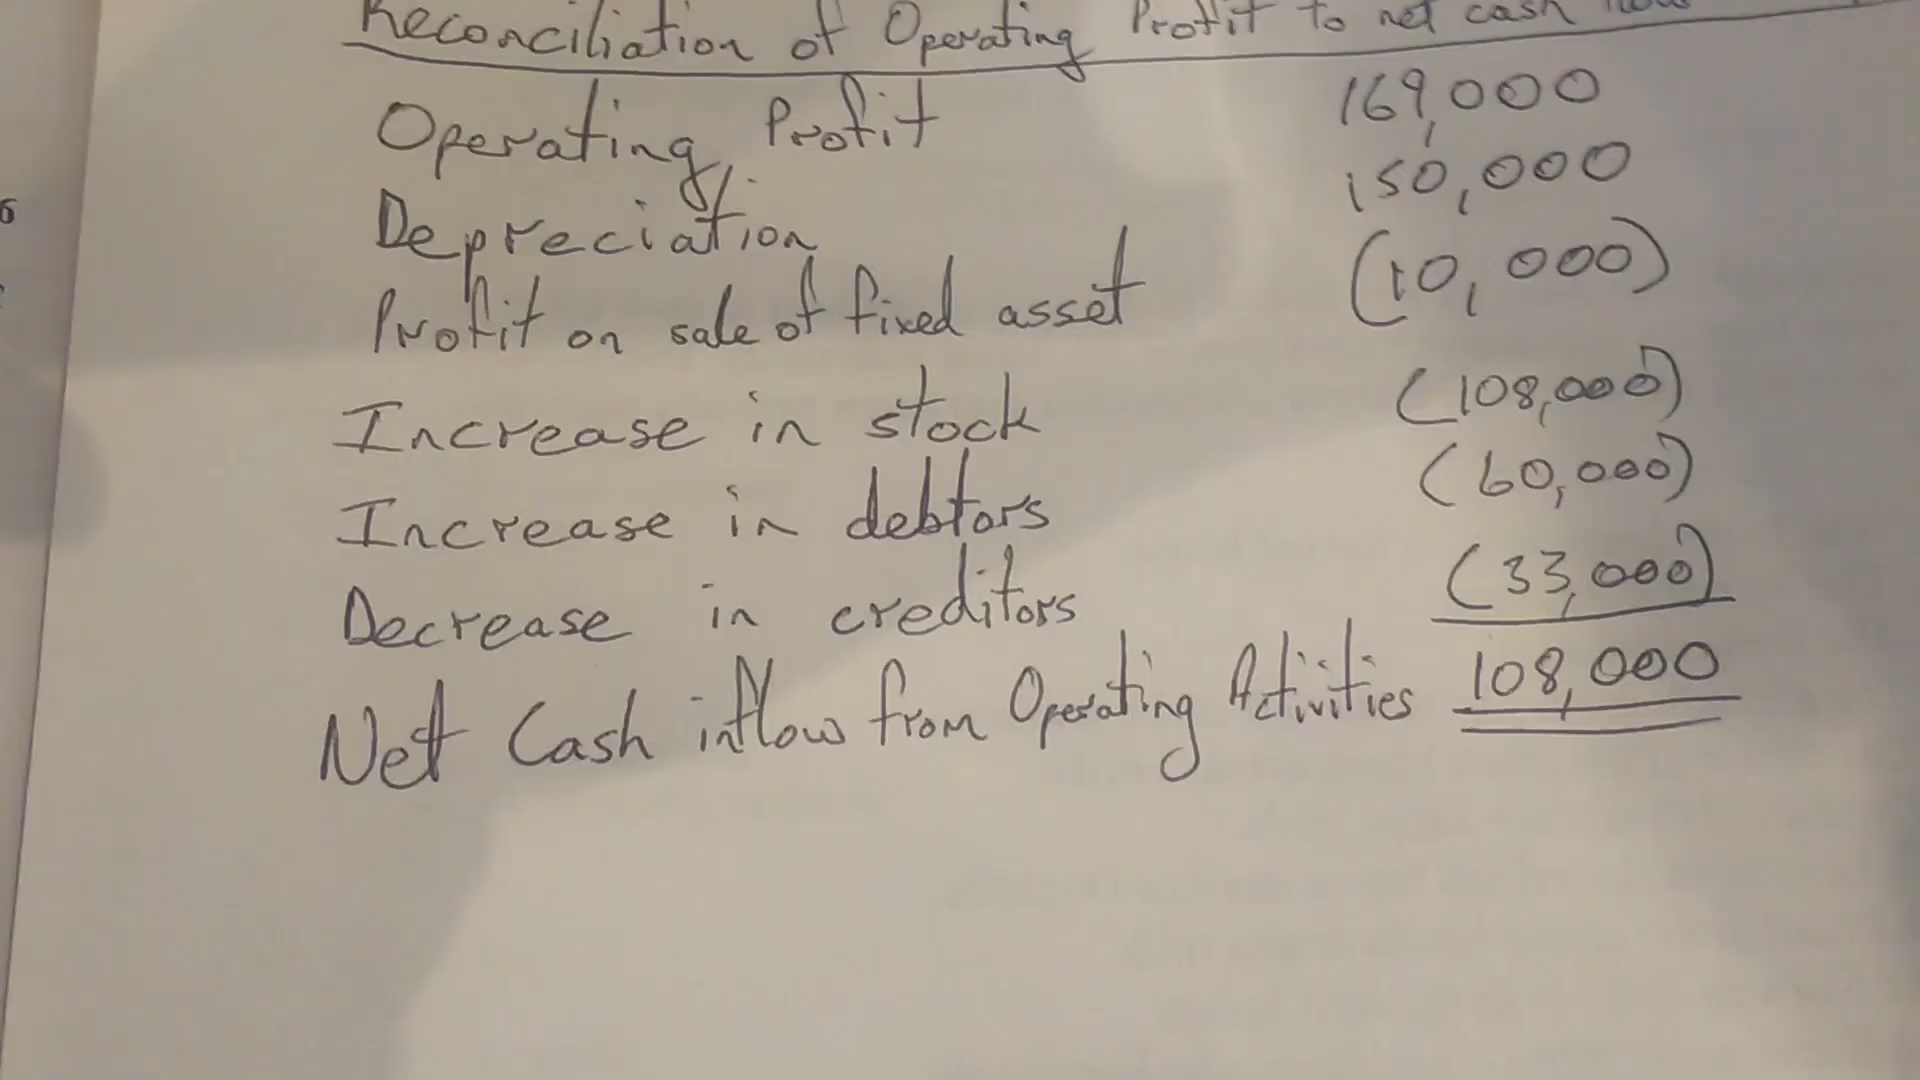 Reconciliation of Operating Profit to net cash flow
Operating Profit 169,000
Depreciation 150,000
Profit on sale of fixed asset (10,000)
Increase in stock (108,000)
Increase in debtors (60,000)
Decrease in creditors (33,000)
Net Cash inflow from Operating Activities 108,000
6